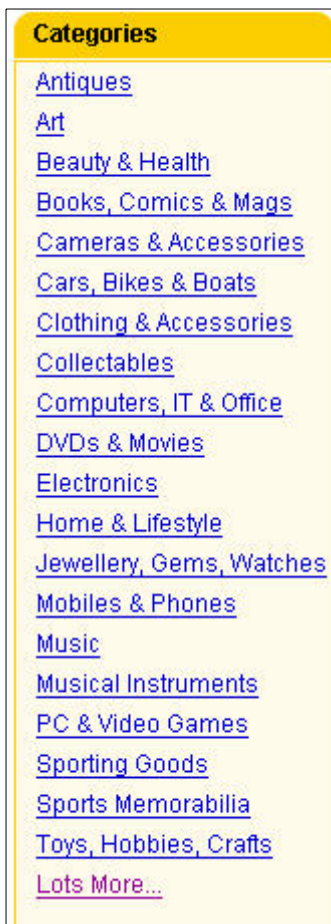 Categories
Antiques
Art
Beauty & Health
Books, Comics & Mags
Cameras & Accessories
Cars, Bikes & Boats
Clothing & Accessories
Collectables
Computers, IT & Office
DVDs & Movies
Electronics
Home & Lifestyle
Jewellery, Gems, Watches
Mobiles & Phones
Music
Musical Instruments
PC & Video Games
Sporting Goods
Sports Memorabilia
Toys, Hobbies, Crafts
Lots More...